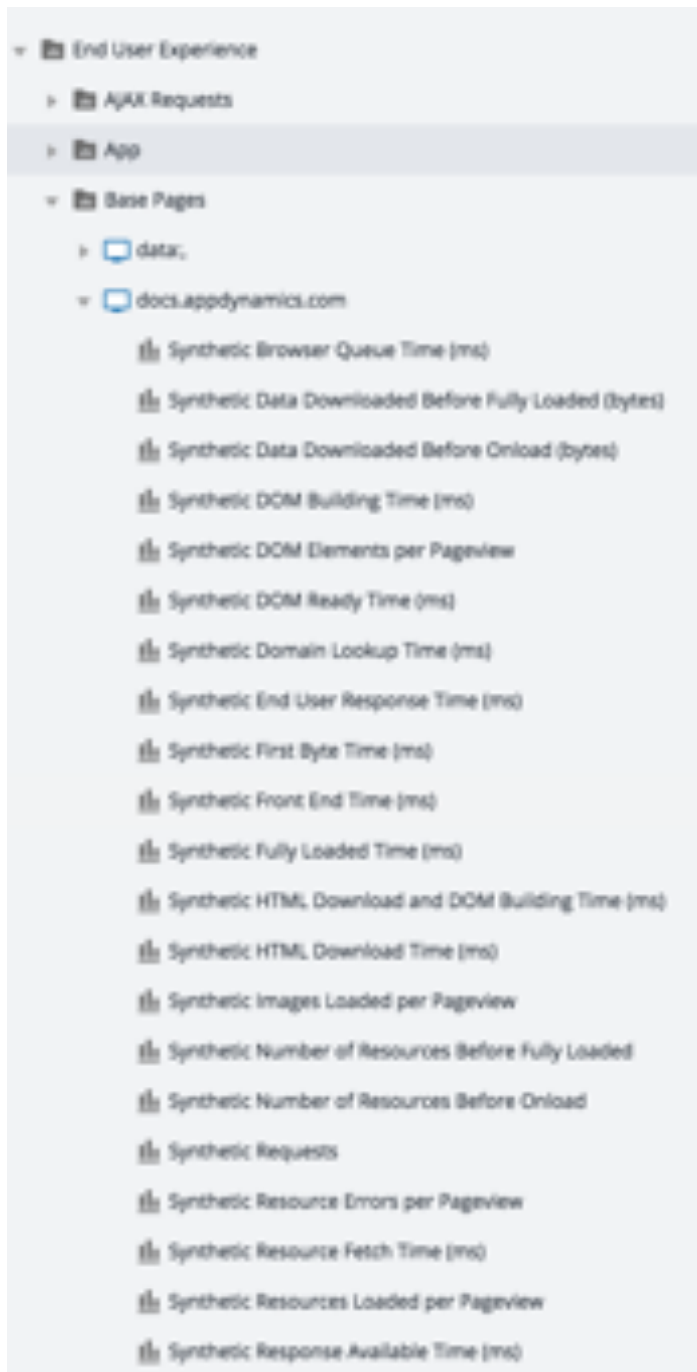 End User Experience
AJAX Requests
App
Base Pages
data:,
docs.appdynamics.com
Synthetic Browser Queue Time (ms)
Synthetic Data Downloaded Before Fully Loaded (bytes)
Synthetic Data Downloaded Before Onload (bytes)
Synthetic DOM Building Time (ms)
Synthetic DOM Elements per Pageview
Synthetic DOM Ready Time (ms)
Synthetic Domain Lookup Time (ms)
Synthetic End User Response Time (ms)
Synthetic First Byte Time (ms)
Synthetic Front End Time (ms)
Synthetic Fully Loaded Time (ms)
Synthetic HTML Download and DOM Building Time (ms)
Synthetic HTML Download Time (ms)
Synthetic Images Loaded per Pageview
Synthetic Number of Resources Before Fully Loaded
Synthetic Number of Resources Before Onload
Synthetic Requests
Synthetic Resource Errors per Pageview
Synthetic Resource Fetch Time (ms)
Synthetic Resources Loaded per Pageview
Synthetic Response Available Time (ms)